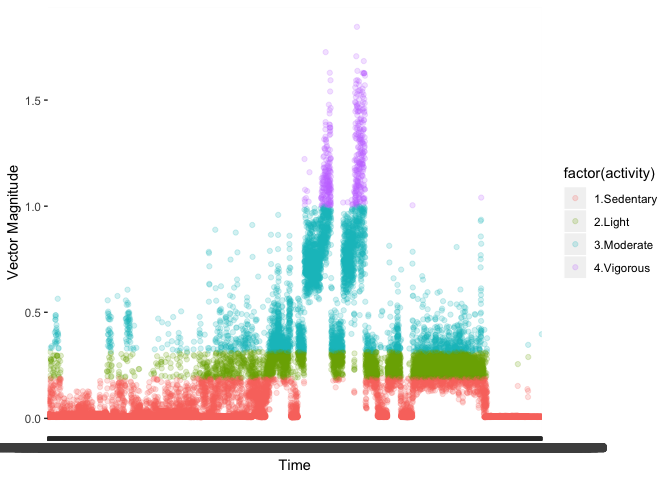 1.5
1.0
0.5
0.0
Vector Magnitude
Time
factor(activity)
1.Sedentary
2.Light
3.Moderate
4.Vigorous